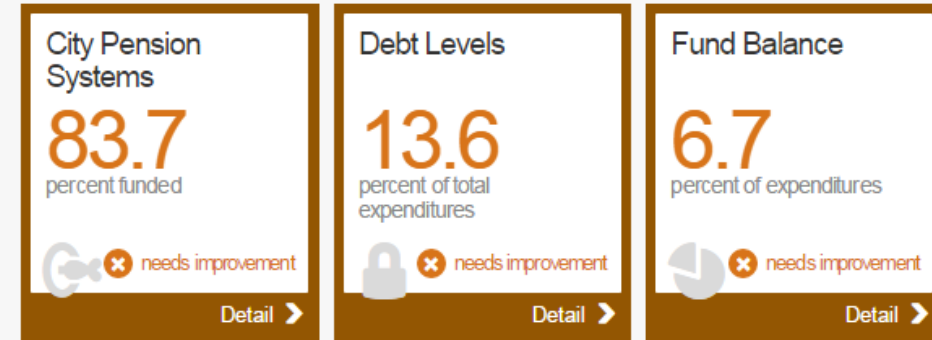 City Pension
Systems
83.7
percent funded
needs improvement
Detail
Debt Levels
13.6
percent of total
expenditures
needs improvement
Detail
Fund Balance
6.7
percent of expenditures
needs improvement
Detail